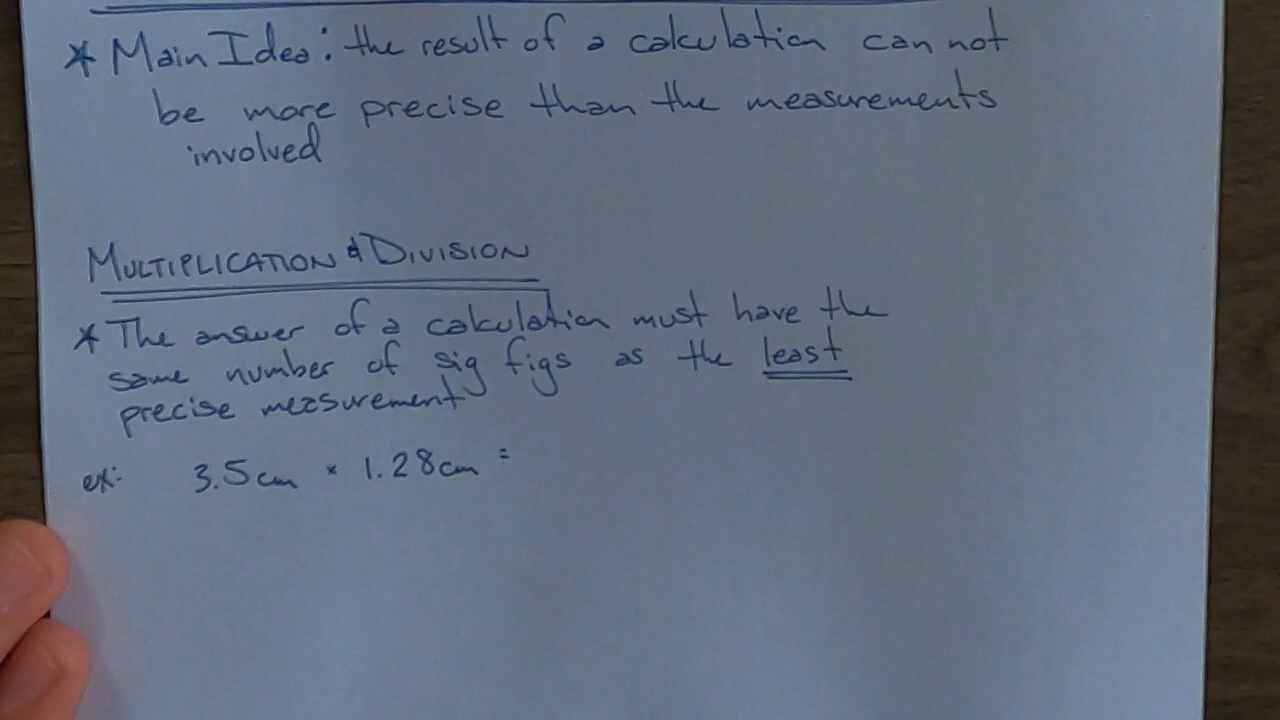 * Main Idea: the result of a calculation can not
be more precise than the measurements
involved
MULTIPLICATION & DIVISION
* The answer of a calculation must have the
same number of sig figs as the least
precise measurement
ex: 3.5cm × 1.28cm =